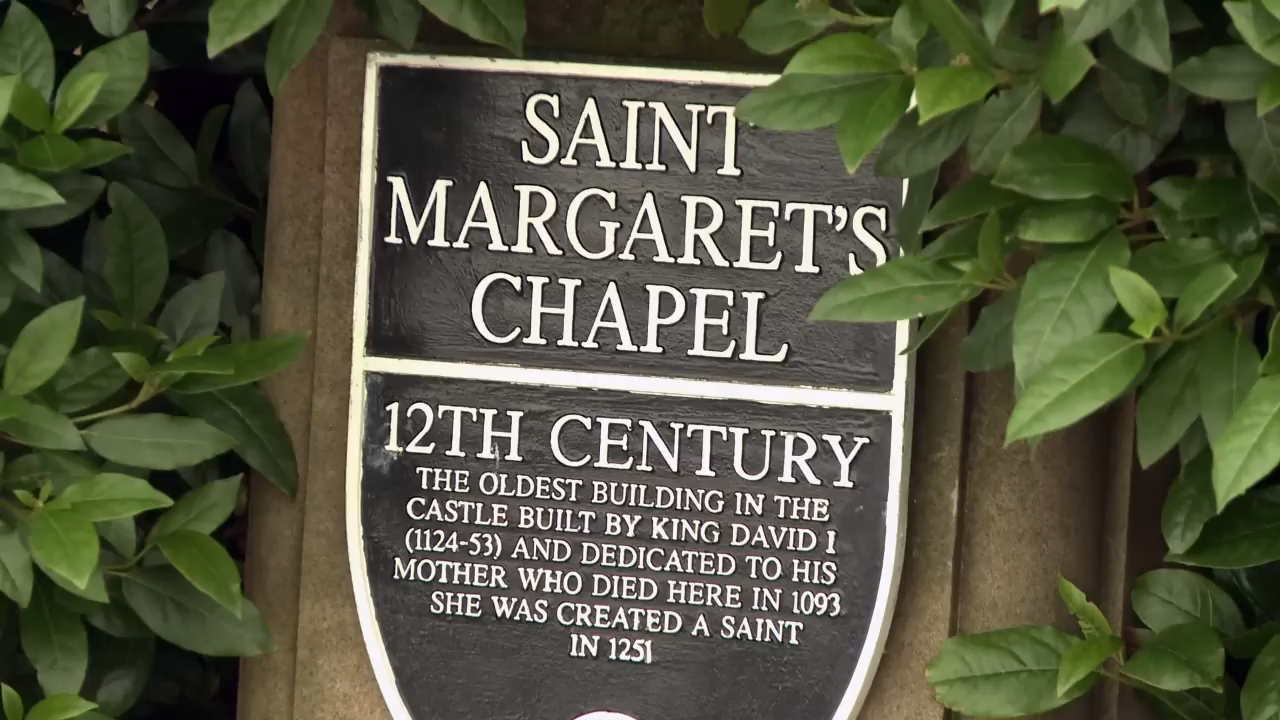 SAINT
MARGARET'S
CHAPEL
12TH CENTURY
THE OLDEST BUILDING IN THE
CASTLE BUILT BY KING DAVID I
(1124-53) AND DEDICATED TO HIS
MOTHER WHO DIED HERE IN 1093
SHE WAS CREATED A SAINT
IN 1251